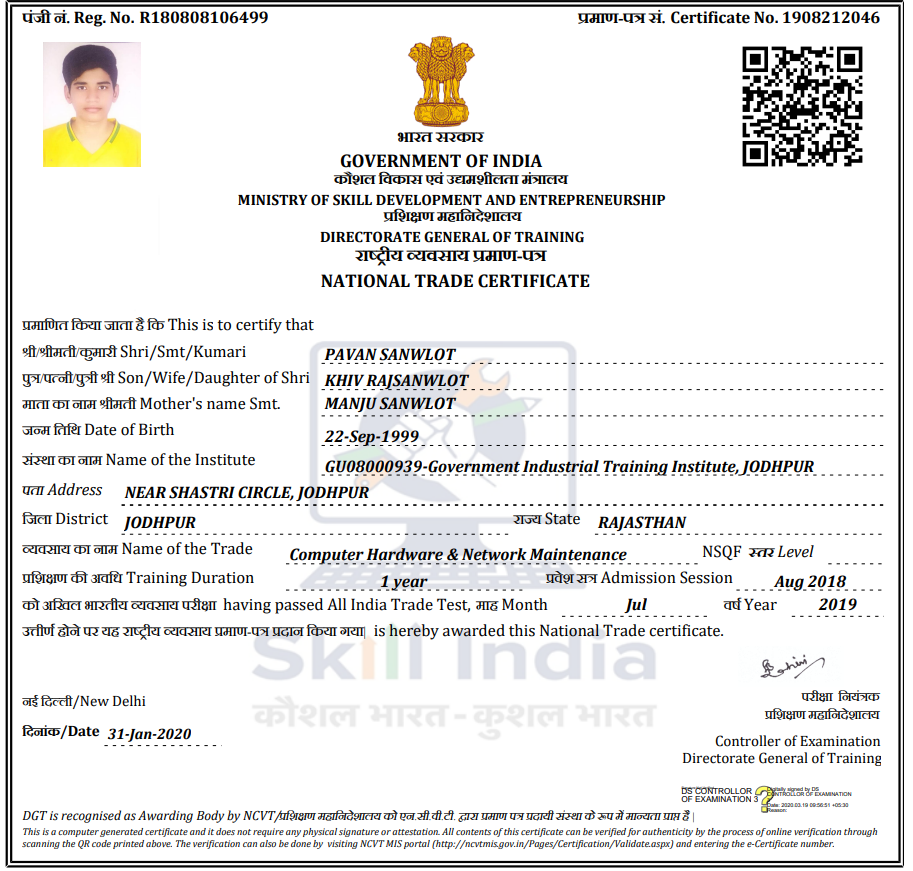 पंजी नं. Reg. No. R180808106499
प्रमाण-पत्र सं. Certificate No. 1908212046
भारत सरकार
GOVERNMENT OF INDIA
कौशल विकास एवं उद्यमशीलता मंत्रालय
MINISTRY OF SKILL DEVELOPMENT AND ENTREPRENEURSHIP
प्रशिक्षण महानिदेशालय
DIRECTORATE GENERAL OF TRAINING
राष्ट्रीय व्यवसाय प्रमाण-पत्र
NATIONAL TRADE CERTIFICATE
प्रमाणित किया जाता है कि This is to certify that
श्री/श्रीमती/कुमारी Shri/Smt/Kumari PAVAN SANWLOT
पुत्र/पत्नी/पुत्री श्री Son/Wife/Daughter of Shri KHIV RAJSANWLOT
माता का नाम श्रीमती Mother's name Smt. MANJU SANWLOT
जन्म तिथि Date of Birth 22-Sep-1999
संस्था का नाम Name of the Institute GU08000939-Government Industrial Training Institute, JODHPUR
पता Address NEAR SHASTRI CIRCLE, JODHPUR
जिला District JODHPUR राज्य State RAJASTHAN
व्यवसाय का नाम Name of the Trade Computer Hardware & Network Maintenance NSQF स्तर Level
प्रशिक्षण की अवधि Training Duration 1 year प्रवेश सत्र Admission Session Aug 2018
को अखिल भारतीय व्यवसाय परीक्षा having passed All India Trade Test, माह Month Jul वर्ष Year 2019
उत्तीर्ण होने पर यह राष्ट्रीय व्यवसाय प्रमाण-पत्र प्रदान किया गया| is hereby awarded this National Trade certificate.
Skill India
कौशल भारत - कुशल भारत
नई दिल्ली/New Delhi
दिनांक/Date 31-Jan-2020
परीक्षा नियंत्रक
प्रशिक्षण महानिदेशालय
Controller of Examination
Directorate General of Training
DS CONTROLLOR
OF EXAMINATION 3
Digitally signed by DS
CONTROLLOR OF EXAMINATION
Date: 2020.03.19 09:56:51 +05:30
Reason:
DGT is recognised as Awarding Body by NCVT/प्रशिक्षण महानिदेशालय को एन.सी.वी.टी. द्वारा प्रमाण पत्र प्रदायी संस्था के रूप में मान्यता प्राप्त है |
This is a computer generated certificate and it does not require any physical signature or attestation. All contents of this certificate can be verified for authenticity by the process of online verification through
scanning the QR code printed above. The verification can also be done by visiting NCVT MIS portal (http://ncvtmis.gov.in/Pages/Certification/Validate.aspx) and entering the e-Certificate number.